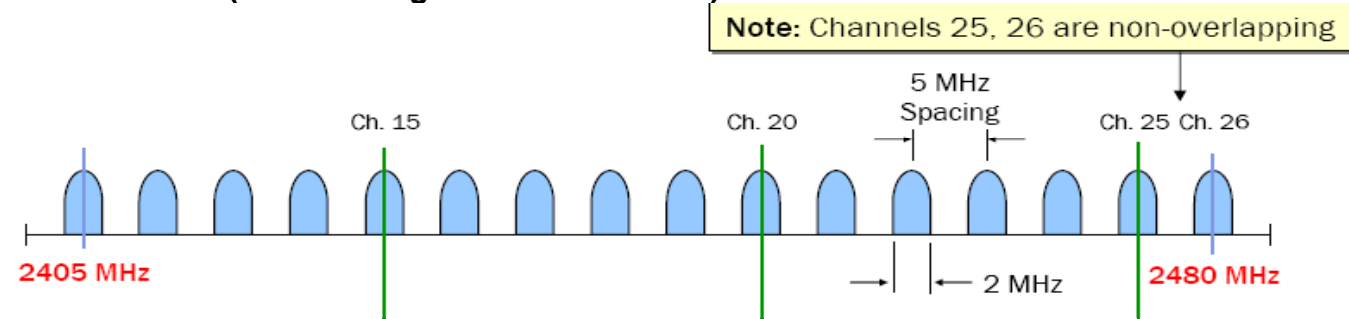 Note: Channels 25, 26 are non-overlapping
5 MHz
Spacing
Ch. 15
Ch. 20
Ch. 25 Ch. 26
2405 MHz
2 MHz
2480 MHz